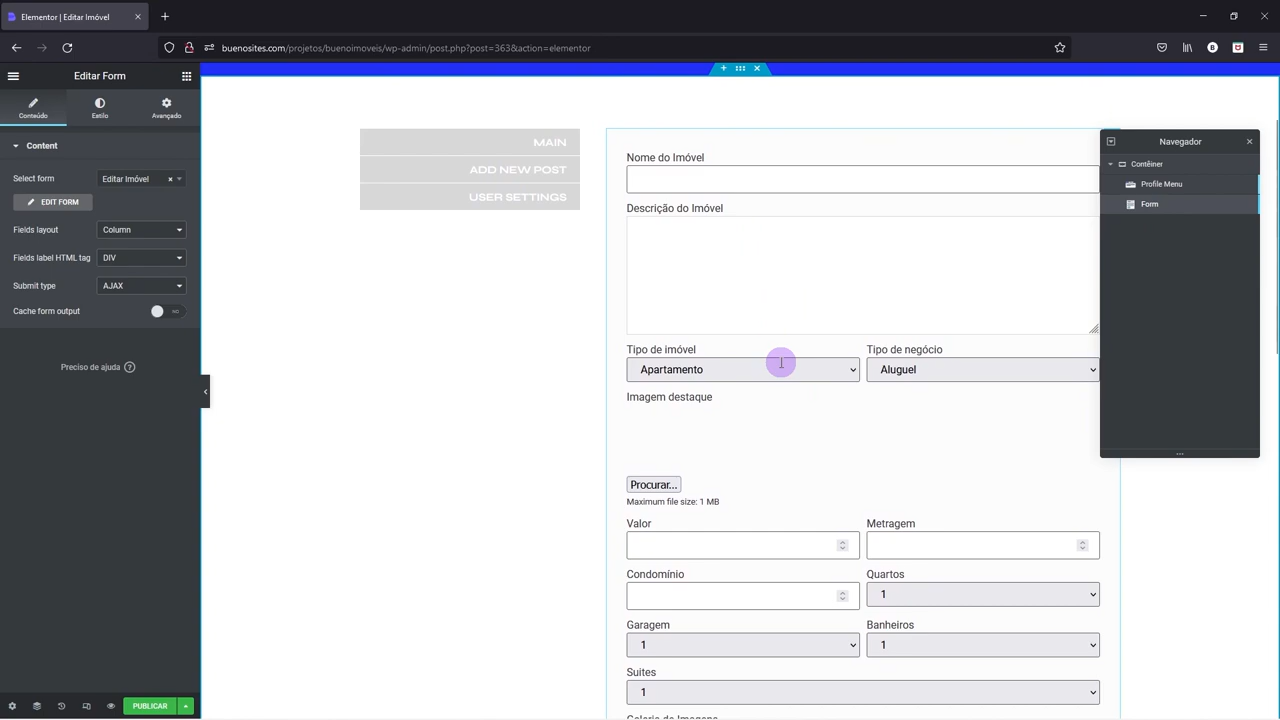 Elementor | Editar Imóvel
buenosites.com/projetos/buenoimoveis/wp-admin/post.php?post=363&action=elementor
Editar Form
Conteúdo
Estilo
Avançado
Content
Select form
Editar Imóvel
EDIT FORM
Fields layout
Column
Fields label HTML tag
DIV
Submit type
AJAX
Cache form output
NO
Preciso de ajuda
PUBLICAR
MAIN
ADD NEW POST
USER SETTINGS
Nome do Imóvel
Descrição do Imóvel
Tipo de imóvel
Tipo de negócio
Apartamento
Aluguel
Imagem destaque
Procurar...
Maximum file size: 1 MB
Valor
Metragem
Condomínio
Quartos
1
Garagem
Banheiros
1
1
Suites
1
Galeria de Imagens
Navegador
Contêiner
Profile Menu
Form